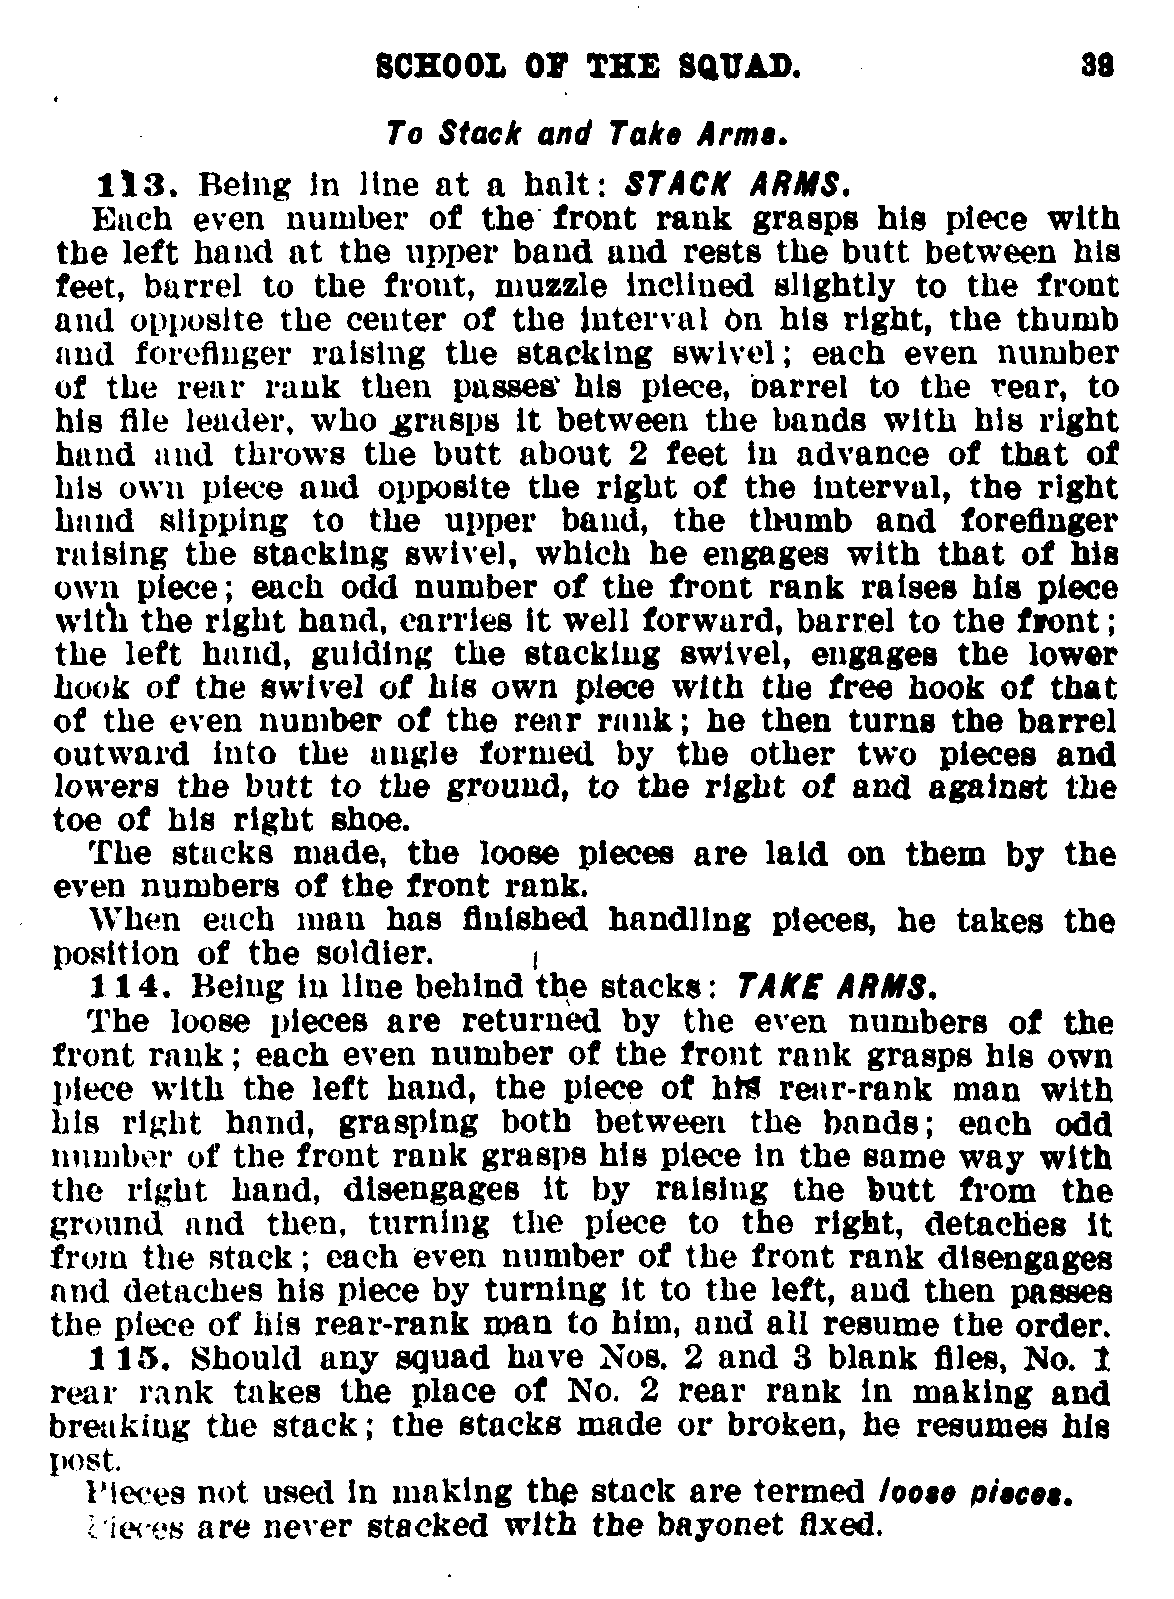 SCHOOL OF THE SQUAD. 38
To Stack and Take Arms.
113. Being in line at a halt: STACK ARMS.
Each even number of the front rank grasps his piece with
the left hand at the upper band and rests the butt between his
feet, barrel to the front, muzzle inclined slightly to the front
and opposite the center of the interval on his right, the thumb
and forefinger raising the stacking swivel; each even number
of the rear rank then passes his piece, barrel to the rear, to
his file leader, who grasps it between the bands with his right
hand and throws the butt about 2 feet in advance of that of
his own piece and opposite the right of the interval, the right
hand slipping to the upper band, the thumb and forefinger
raising the stacking swivel, which he engages with that of his
own piece; each odd number of the front rank raises his piece
with the right hand, carries it well forward, barrel to the front;
the left hand, guiding the stacking swivel, engages the lower
hook of the swivel of his own piece with the free hook of that
of the even number of the rear rank; he then turns the barrel
outward into the angle formed by the other two pieces and
lowers the butt to the ground, to the right of and against the
toe of his right shoe.
The stacks made, the loose pieces are laid on them by the
even numbers of the front rank.
When each man has finished handling pieces, he takes the
position of the soldier.
114. Being in line behind the stacks: TAKE ARMS.
The loose pieces are returned by the even numbers of the
front rank; each even number of the front rank grasps his own
piece with the left hand, the piece of his rear-rank man with
his right hand, grasping both between the bands; each odd
number of the front rank grasps his piece in the same way with
the right hand, disengages it by raising the butt from the
ground and then, turning the piece to the right, detaches it
from the stack; each even number of the front rank disengages
and detaches his piece by turning it to the left, and then passes
the piece of his rear-rank man to him, and all resume the order.
115. Should any squad have Nos. 2 and 3 blank files, No. 1
rear rank takes the place of No. 2 rear rank in making and
breaking the stack; the stacks made or broken, he resumes his
post.
Pieces not used in making the stack are termed loose pieces.
Pieces are never stacked with the bayonet fixed.